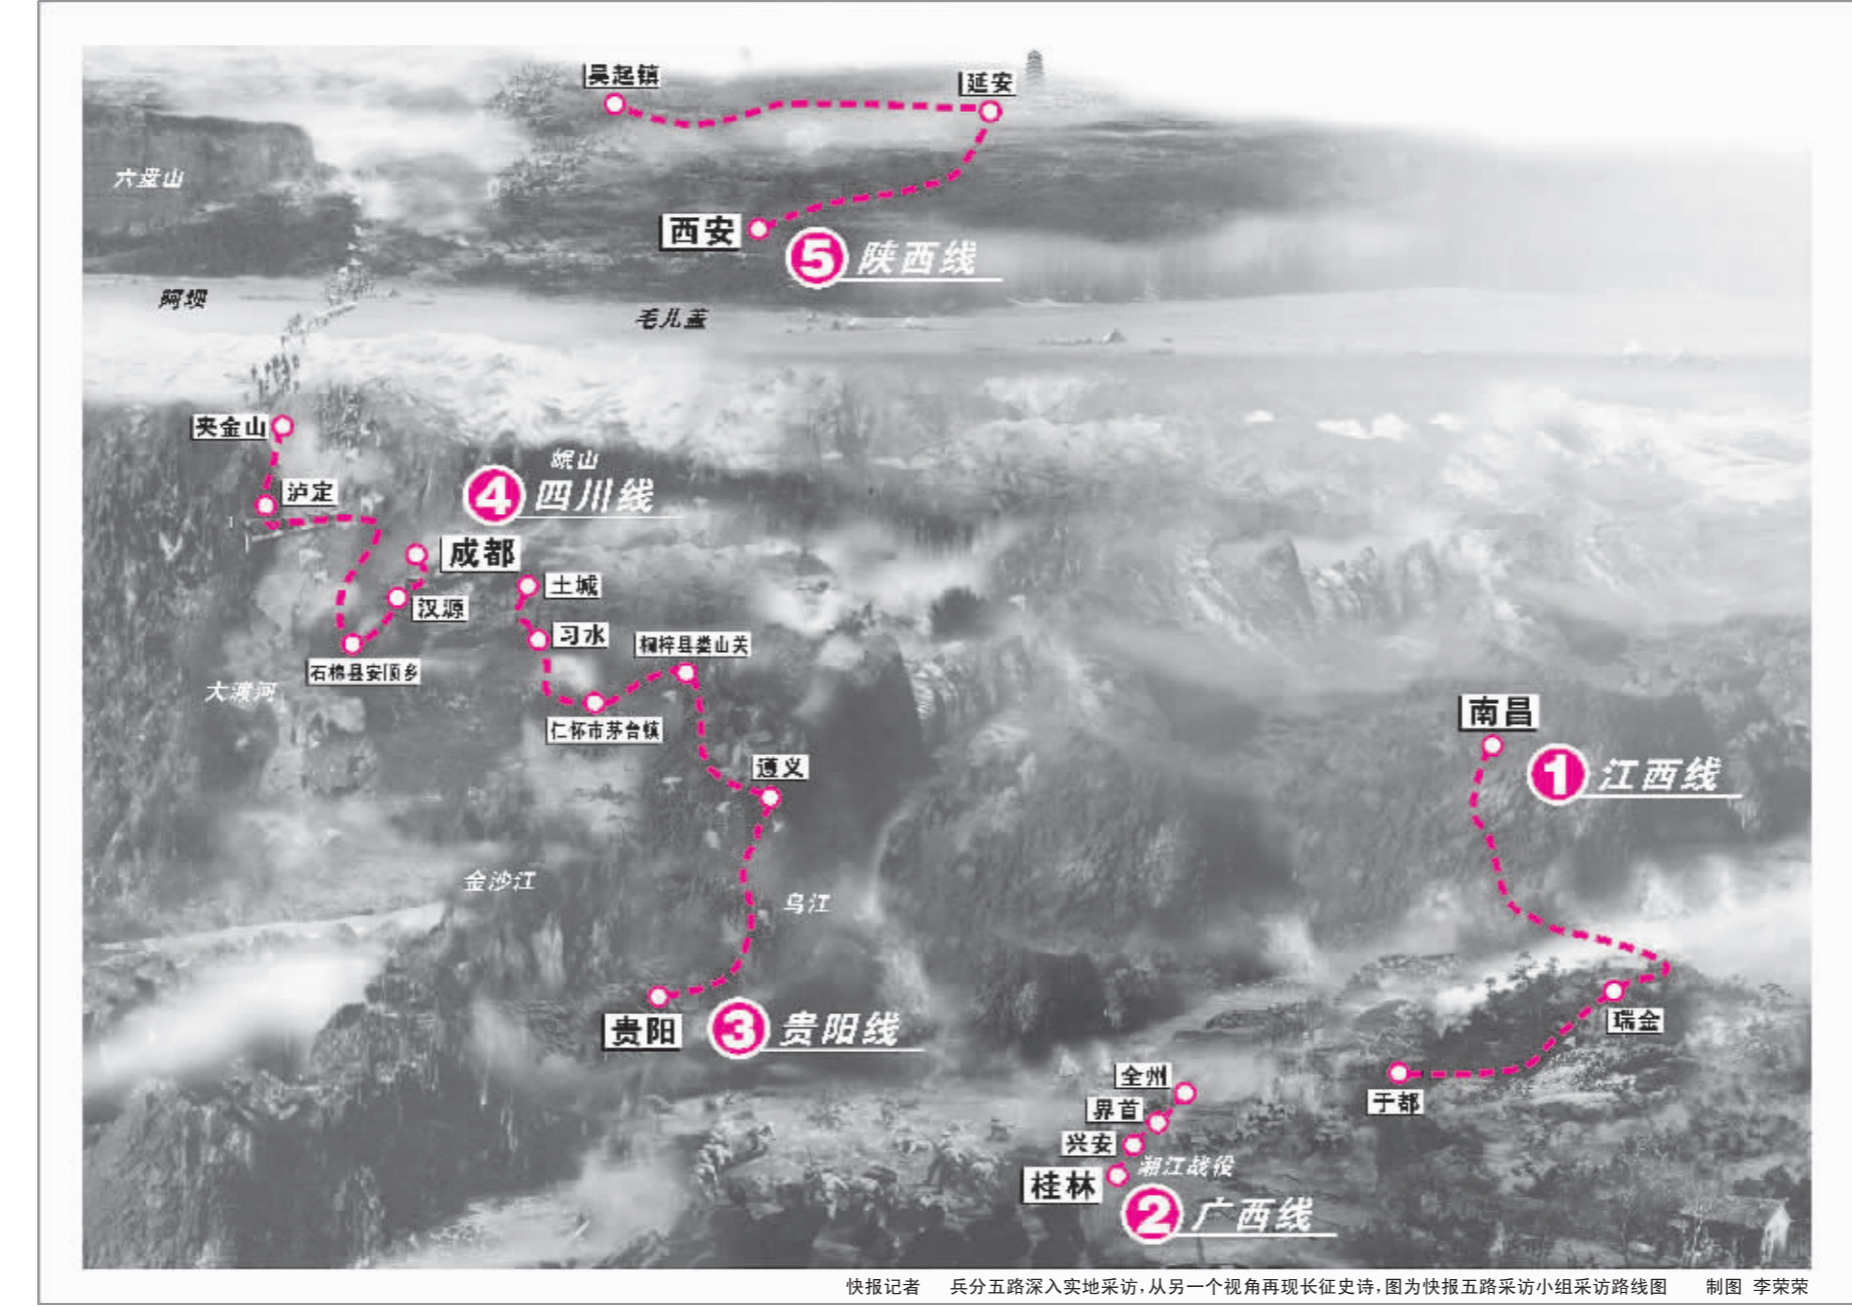 吴起镇
延安
六盘山
西安
5 陕西线
阿坝
毛儿盖
夹金山
岷山
泸定
4 四川线
成都
土城
汉源
习水
桐梓县娄山关
石棉县安顺乡
大渡河
仁怀市茅台镇
南昌
遵义
1 江西线
金沙江
乌江
贵阳
3 贵阳线
瑞金
全州
于都
界首
兴安
湘江战役
桂林
2 广西线
快报记者 兵分五路深入实地采访,从另一个视角再现长征史诗,图为快报五路采访小组采访路线图 制图 李荣荣